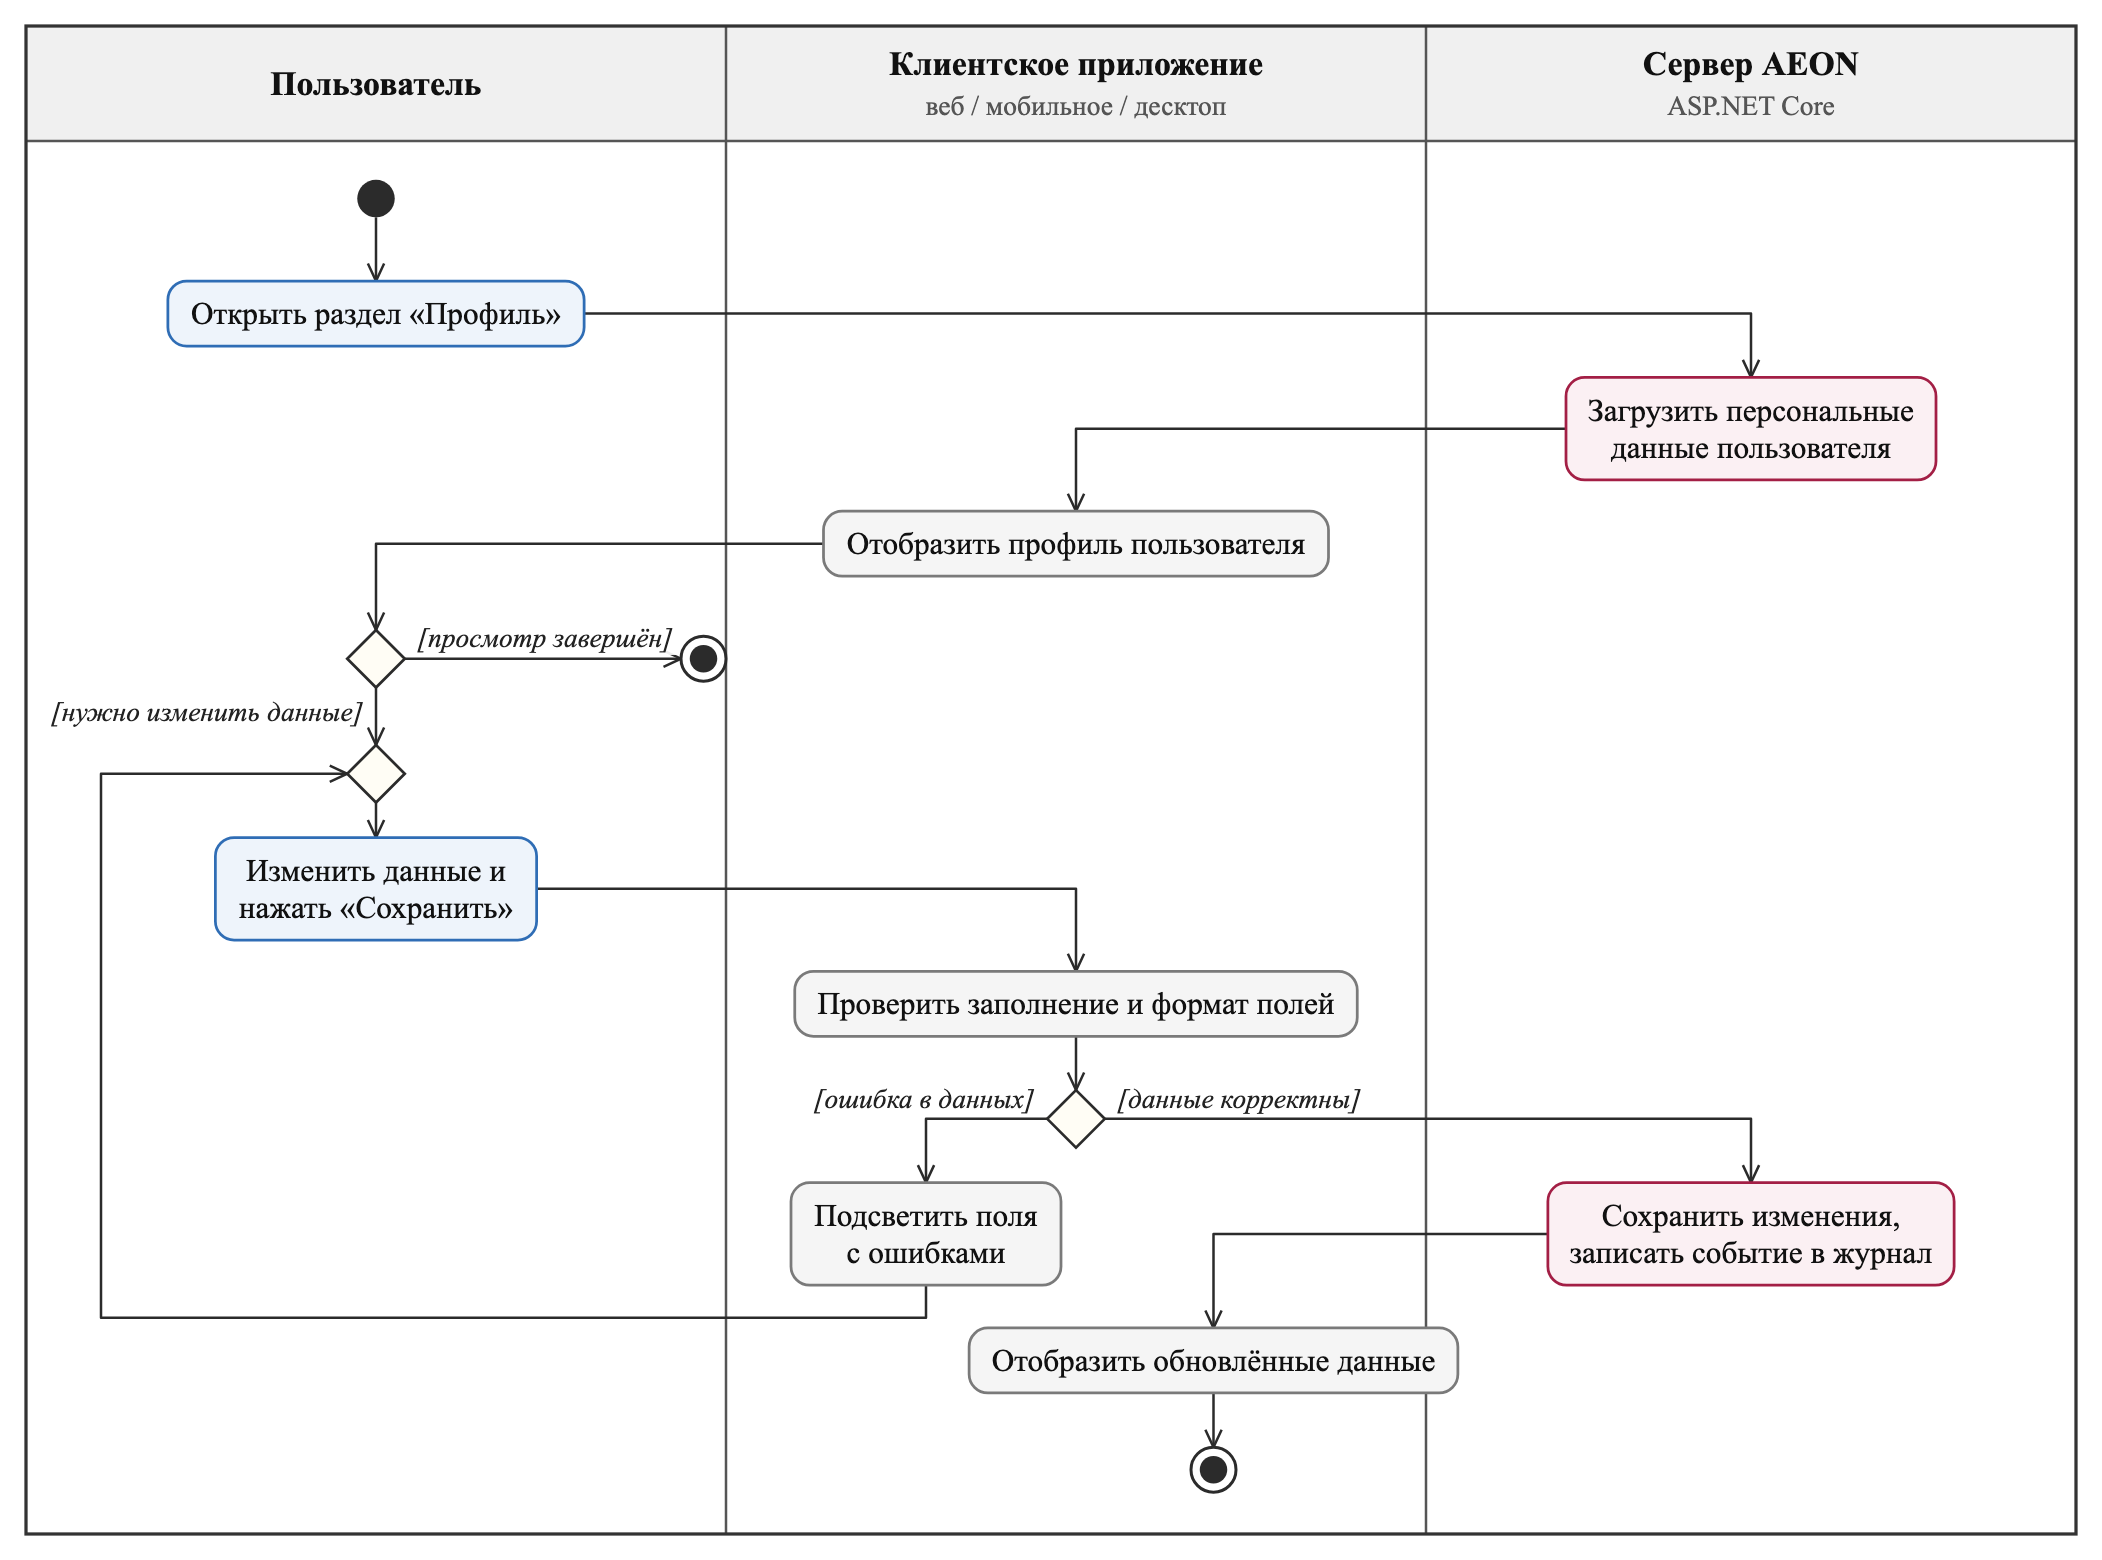 Пользователь
Клиентское приложение
веб / мобильное / десктоп
Сервер AEON
ASP.NET Core
Открыть раздел «Профиль»
Загрузить персональные
данные пользователя
Отобразить профиль пользователя
[просмотр завершён]
[нужно изменить данные]
Изменить данные и
нажать «Сохранить»
Проверить заполнение и формат полей
[ошибка в данных]
[данные корректны]
Подсветить поля
с ошибками
Сохранить изменения,
записать событие в журнал
Отобразить обновлённые данные